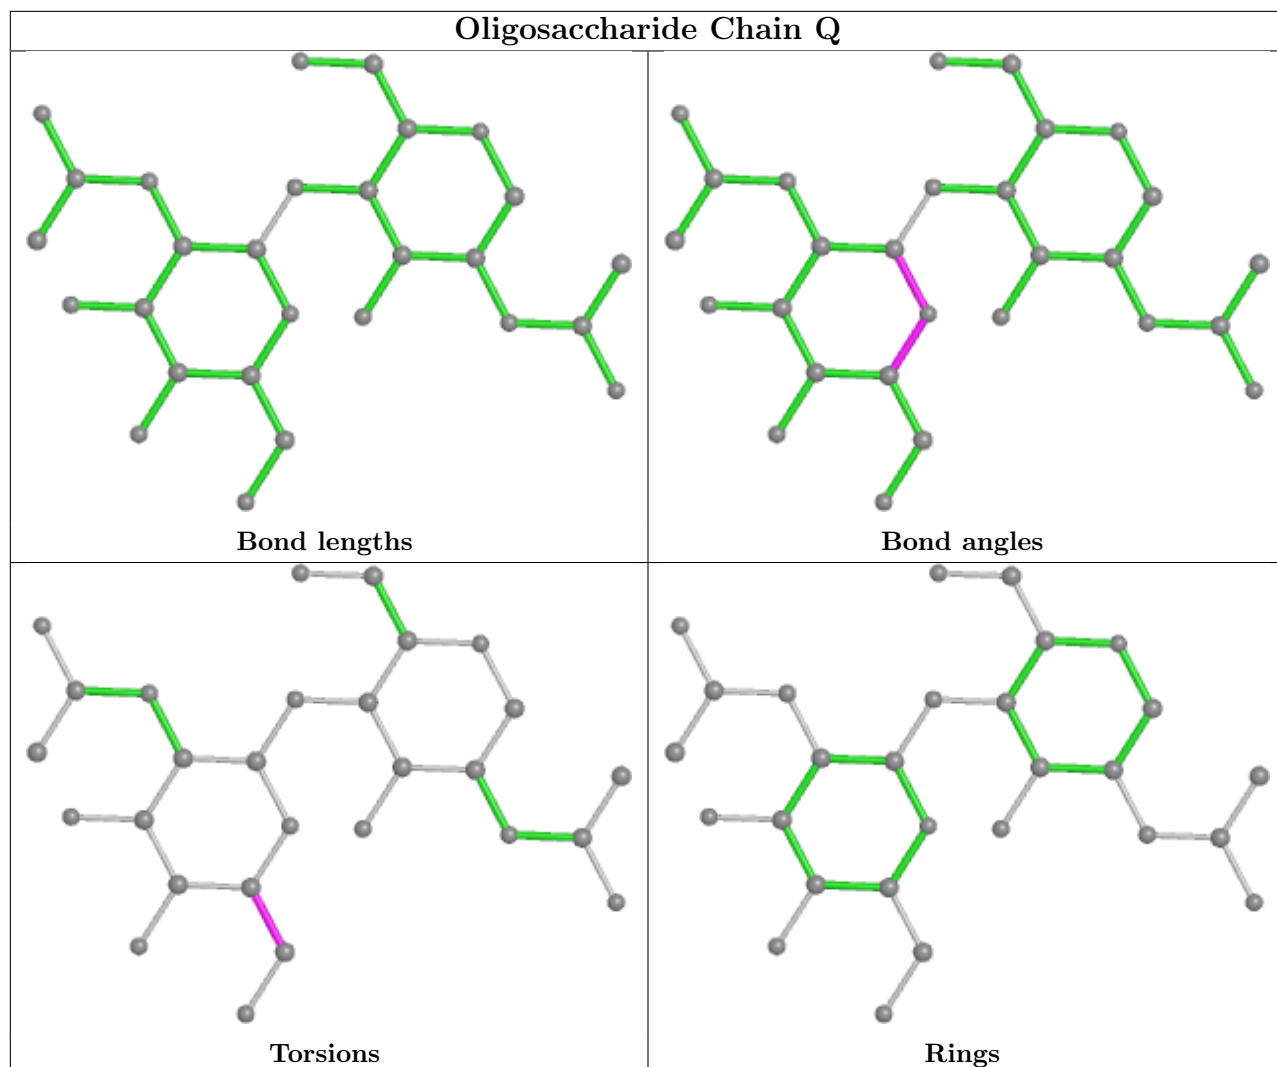 Oligosaccharide Chain Q
Bond lengths
Bond angles
Torsions
Rings